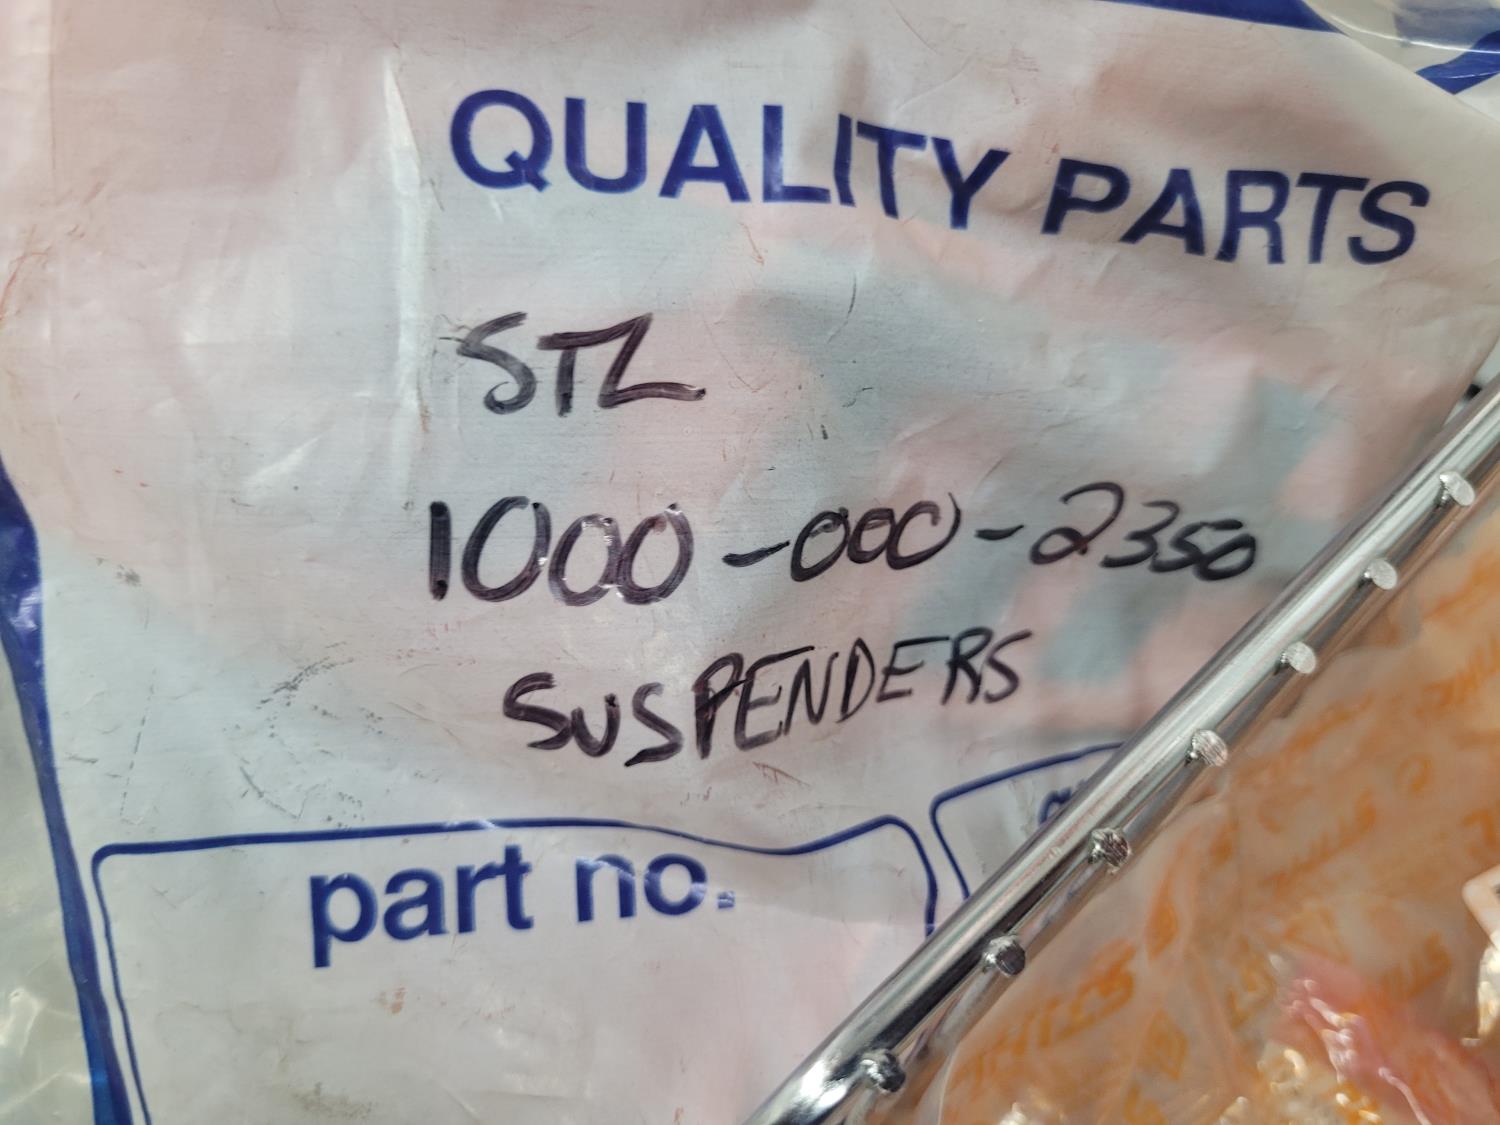 QUALITY PARTS
STL
1000-000-2350
SUSPENDERS
part no.